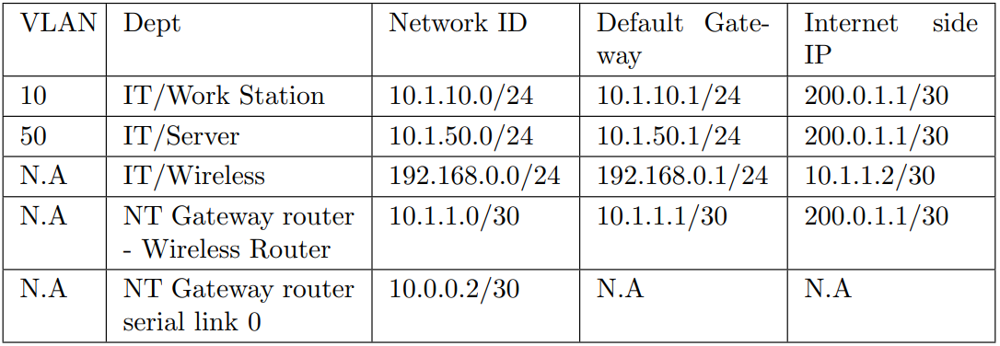 VLAN Dept Network ID Default Gate- Internet side
way IP
10 IT/Work Station 10.1.10.0/24 10.1.10.1/24 200.0.1.1/30
50 IT/Server 10.1.50.0/24 10.1.50.1/24 200.0.1.1/30
N.A IT/Wireless 192.168.0.0/24 192.168.0.1/24 10.1.1.2/30
N.A NT Gateway router 10.1.1.0/30 10.1.1.1/30 200.0.1.1/30
- Wireless Router
N.A NT Gateway router 10.0.0.2/30 N.A N.A
serial link 0